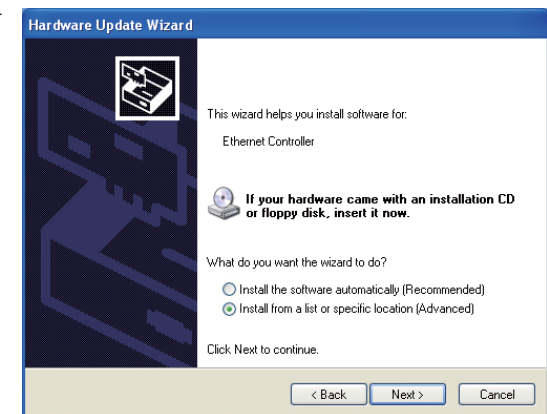 Hardware Update Wizard
This wizard helps you install software for:
Ethernet Controller
If your hardware came with an installation CD
or floppy disk, insert it now.
What do you want the wizard to do?
Install the software automatically (Recommended)
Install from a list or specific location (Advanced)
Click Next to continue.
< Back
Next >
Cancel